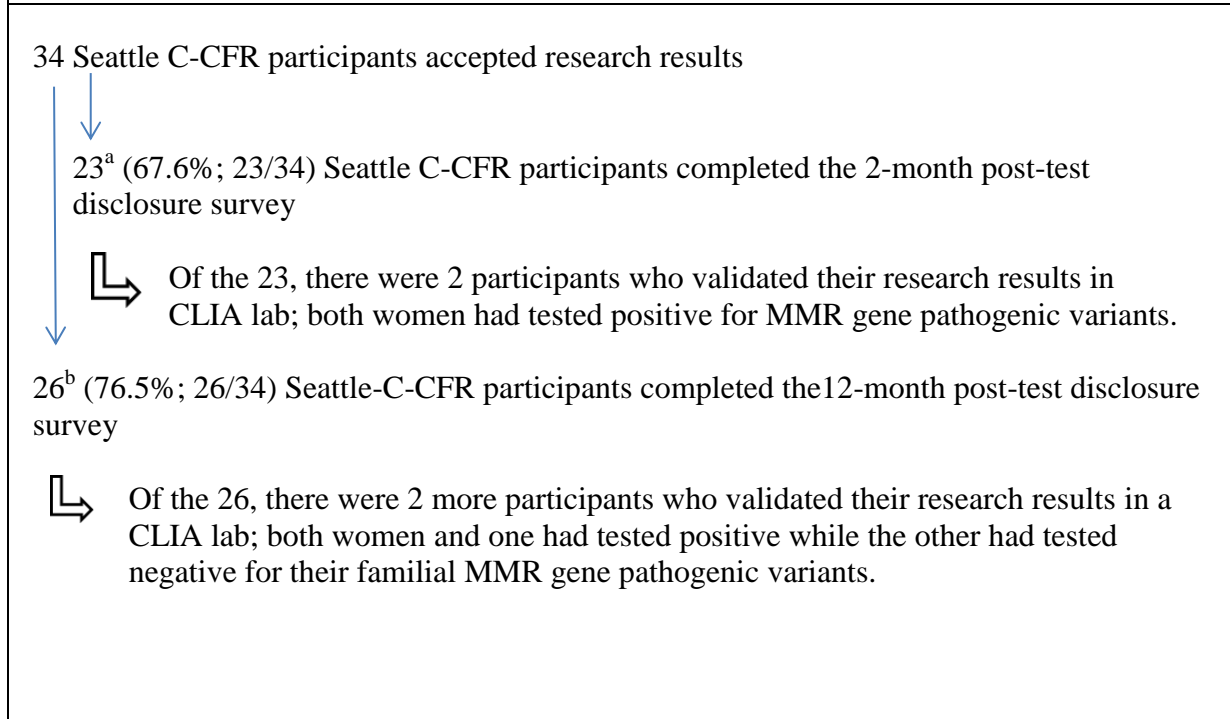 34 Seattle C-CFR participants accepted research results
23a (67.6%; 23/34) Seattle C-CFR participants completed the 2-month post-test
disclosure survey
Of the 23, there were 2 participants who validated their research results in
CLIA lab; both women had tested positive for MMR gene pathogenic variants.
26b (76.5%; 26/34) Seattle-C-CFR participants completed the12-month post-test disclosure
survey
Of the 26, there were 2 more participants who validated their research results in a
CLIA lab; both women and one had tested positive while the other had tested
negative for their familial MMR gene pathogenic variants.